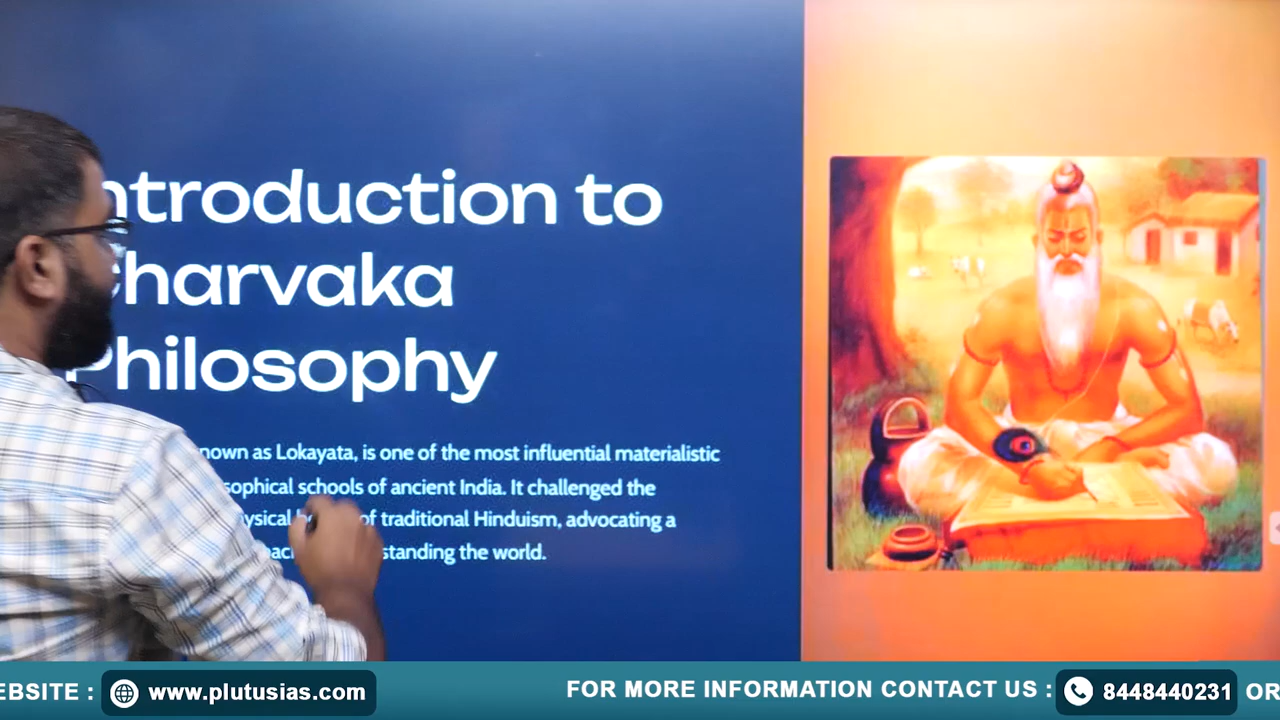 ntroduction to
Charvaka
Philosophy
nown as Lokayata, is one of the most influential materialistic
sophical schools of ancient India. It challenged the
of traditional Hinduism, advocating a
standing the world.
EBSITE : www.plutusias.com
FOR MORE INFORMATION CONTACT US : 8448440231 OR